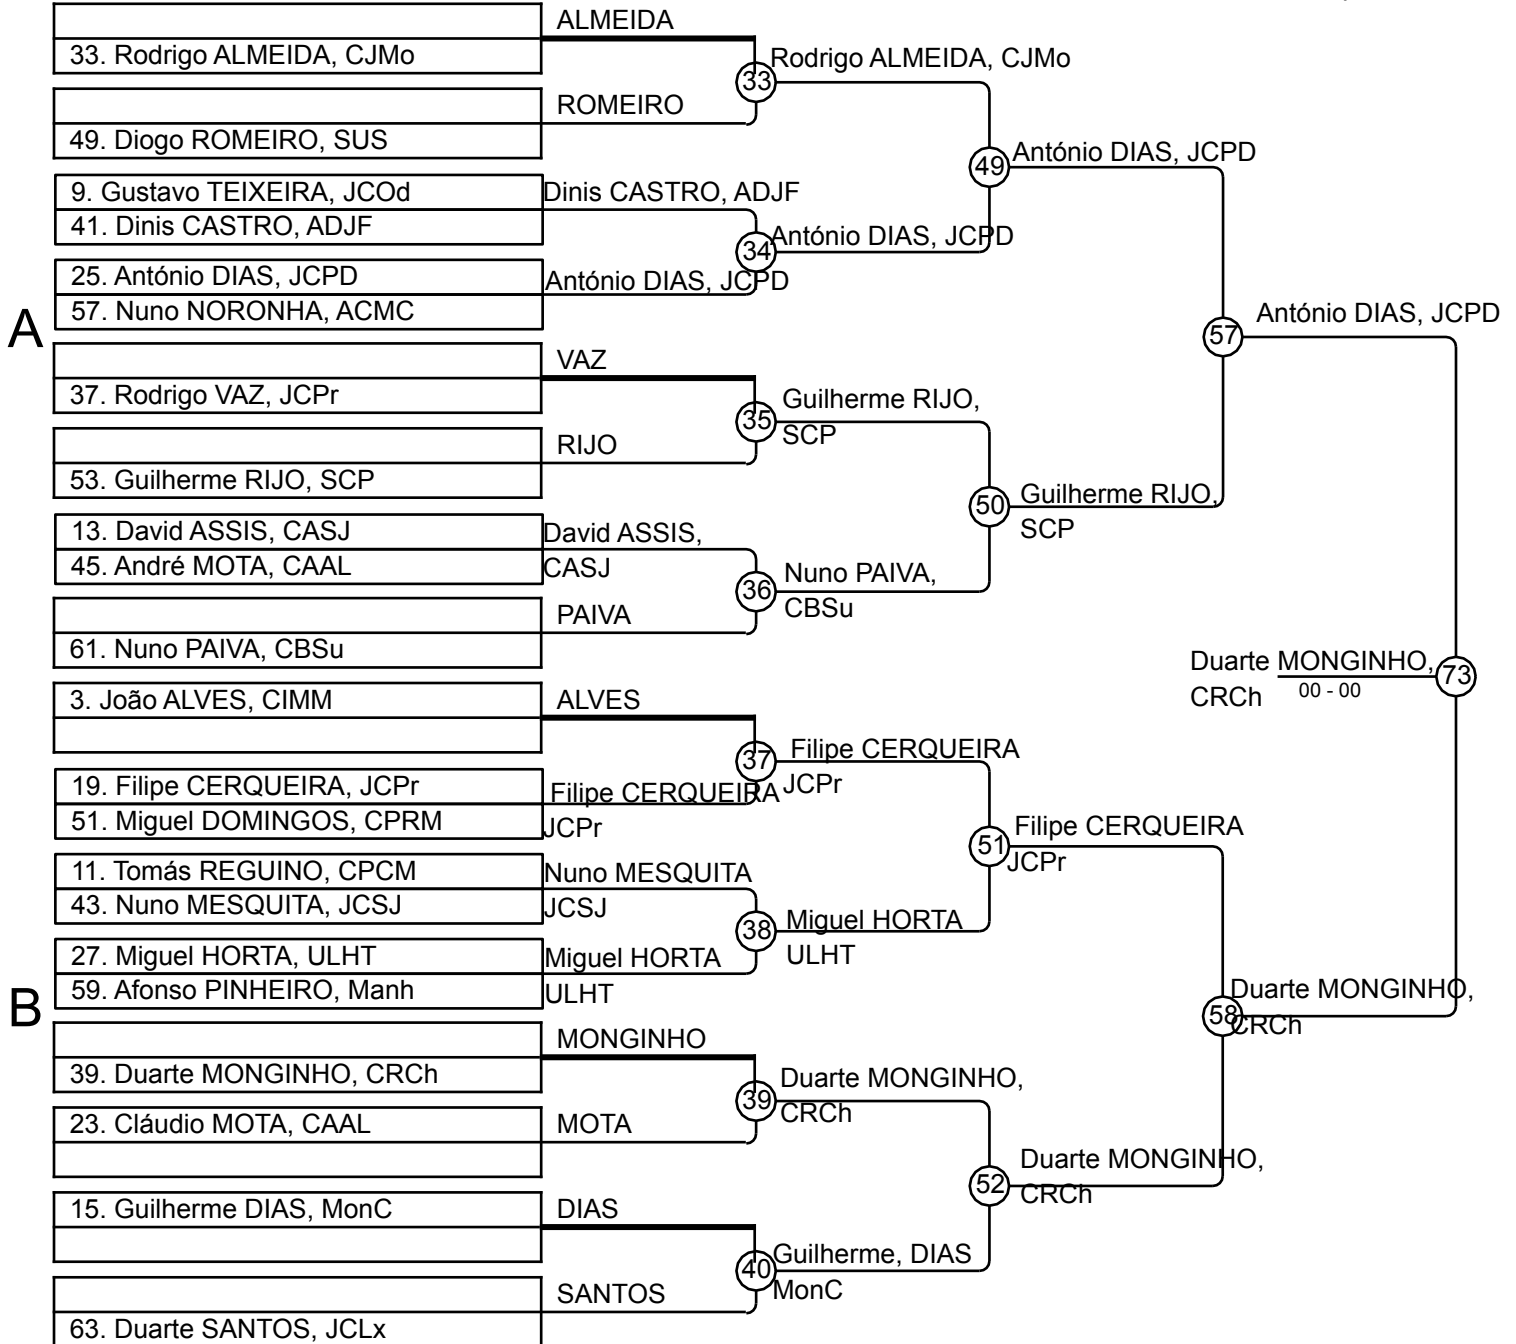 ALMEIDA
33. Rodrigo ALMEIDA, CJMo
Rodrigo ALMEIDA, CJMo
33
ROMEIRO
49. Diogo ROMEIRO, SUS
49
António DIAS, JCPD
9. Gustavo TEIXEIRA, JCOd
Dinis CASTRO, ADJF
41. Dinis CASTRO, ADJF
34
António DIAS, JCPD
25. António DIAS, JCPD
António DIAS, JCPD
57. Nuno NORONHA, ACMC
A
57
António DIAS, JCPD
VAZ
37. Rodrigo VAZ, JCPr
35
Guilherme RIJO,
SCP
RIJO
53. Guilherme RIJO, SCP
50
Guilherme RIJO,
SCP
13. David ASSIS, CASJ
David ASSIS,
45. André MOTA, CAAL
CASJ
36
Nuno PAIVA,
CBSu
PAIVA
61. Nuno PAIVA, CBSu
Duarte MONGINHO,
CRCh
00 - 00
73
3. João ALVES, CIMM
ALVES
37
Filipe CERQUEIRA
JCPr
19. Filipe CERQUEIRA, JCPr
Filipe CERQUEIRA
51. Miguel DOMINGOS, CPRM
JCPr
51
Filipe CERQUEIRA
JCPr
11. Tomás REGUINO, CPCM
Nuno MESQUITA
43. Nuno MESQUITA, JCSJ
JCSJ
38
Miguel HORTA
ULHT
27. Miguel HORTA, ULHT
Miguel HORTA
59. Afonso PINHEIRO, Manh
ULHT
B
58
Duarte MONGINHO,
CRCh
MONGINHO
39. Duarte MONGINHO, CRCh
39
Duarte MONGINHO,
CRCh
23. Cláudio MOTA, CAAL
MOTA
52
Duarte MONGINHO,
CRCh
15. Guilherme DIAS, MonC
DIAS
40
Guilherme, DIAS
MonC
SANTOS
63. Duarte SANTOS, JCLx